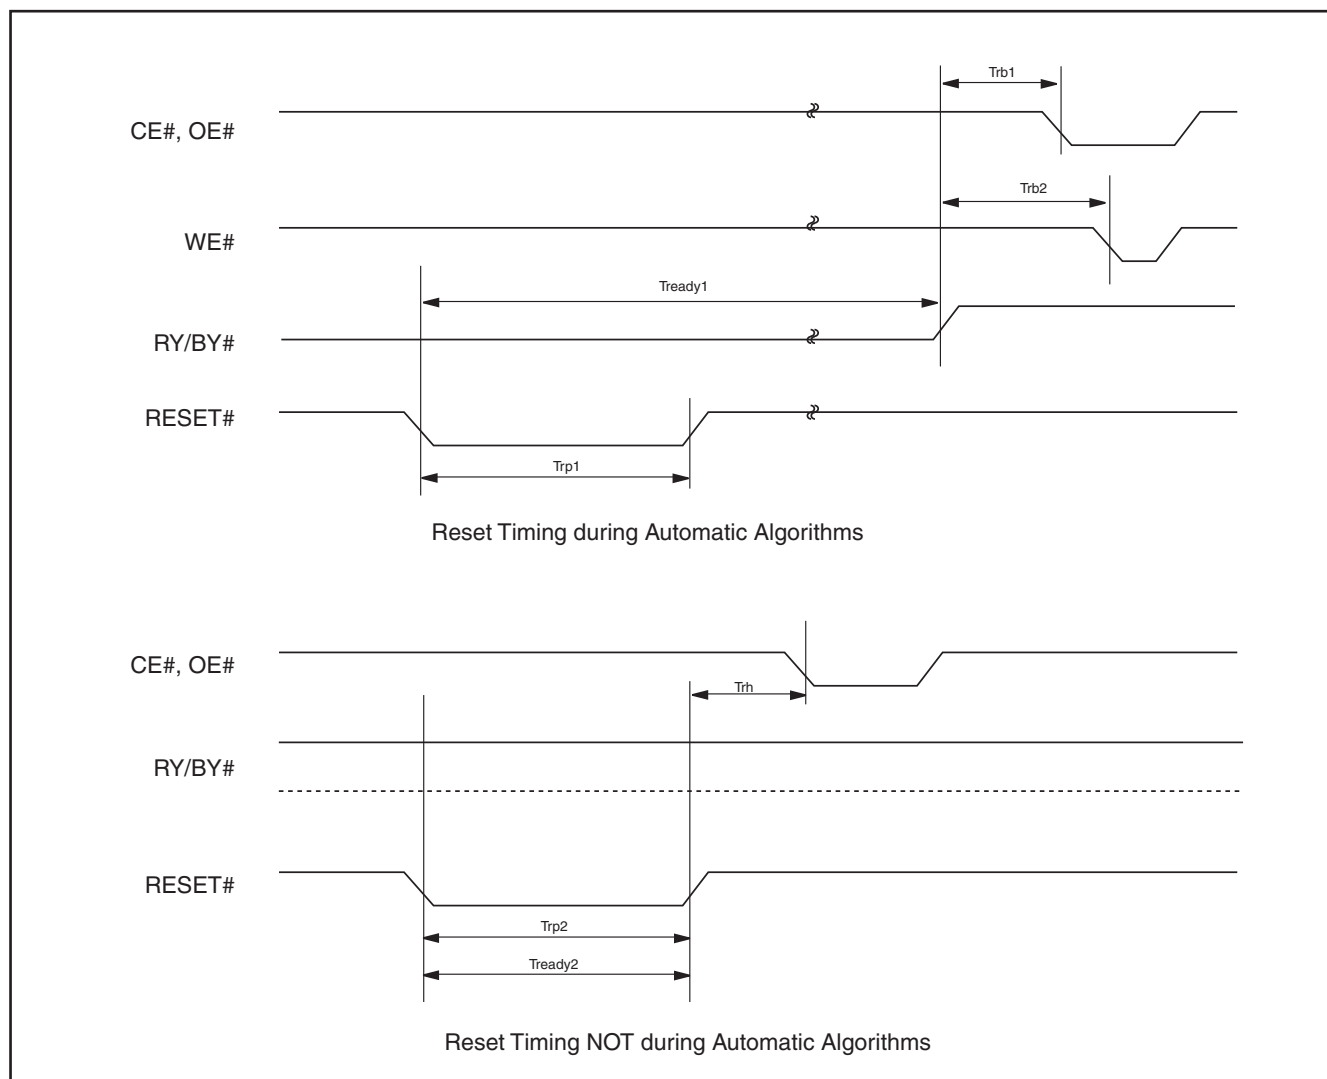 Trb1
CE#, OE#
Trb2
WE#
Tready1
RY/BY#
RESET#
Trp1
Reset Timing during Automatic Algorithms
CE#, OE#
Trh
RY/BY#
RESET#
Trp2
Tready2
Reset Timing NOT during Automatic Algorithms